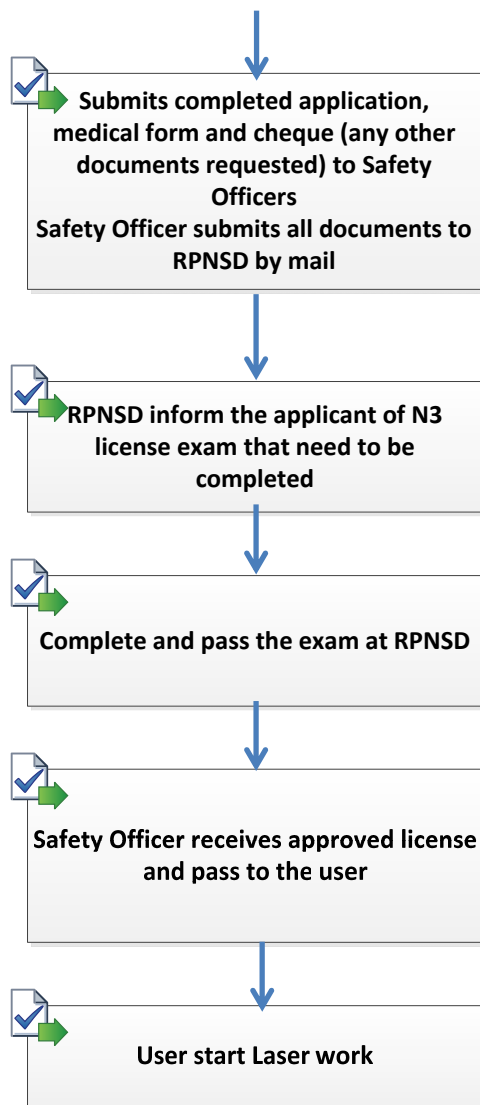 Submits completed application,
medical form and cheque (any other
documents requested) to Safety
Officers
Safety Officer submits all documents to
RPNSD by mail
RPNSD inform the applicant of N3
license exam that need to be
completed
Complete and pass the exam at RPNSD
Safety Officer receives approved license
and pass to the user
User start Laser work